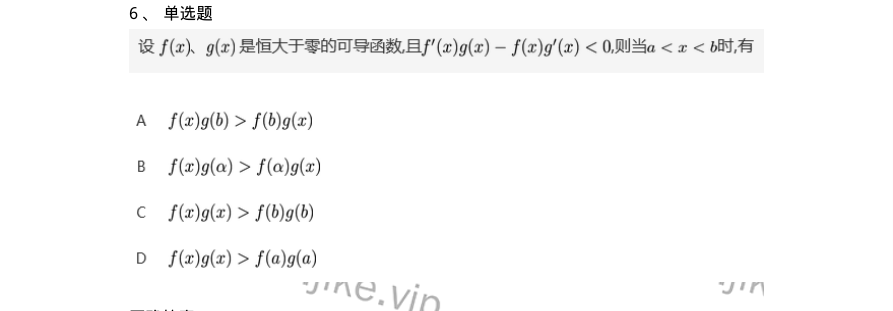 6、 单选题
设 f(x)、g(x) 是恒大于零的可导函数,且f′(x)g(x) − f(x)g′(x) < 0,则当a < x < b时,有
A f(x)g(b) > f(b)g(x)
B f(x)g(α) > f(α)g(x)
C f(x)g(x) > f(b)g(b)
D f(x)g(x) > f(a)g(a)